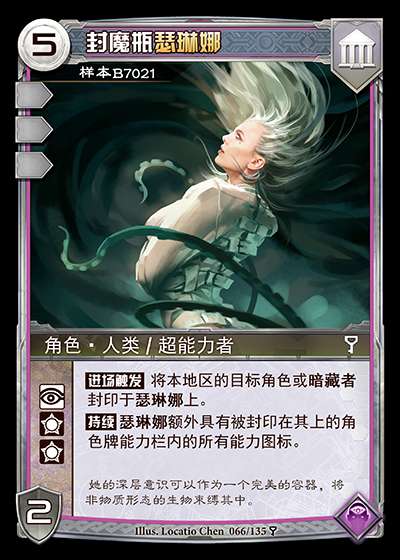 5
封魔瓶瑟琳娜
样本B7021
角色·人类/超能力者
进场触发 将本地区的目标角色或暗藏者
封印于瑟琳娜上。
持续 瑟琳娜额外具有被封印在其上的角
色牌能力栏内的所有能力图标。
她的深层意识可以作为一个完美的容器，将
非物质形态的生物束缚其中。
2
Illus. Locatio Chen 066/135